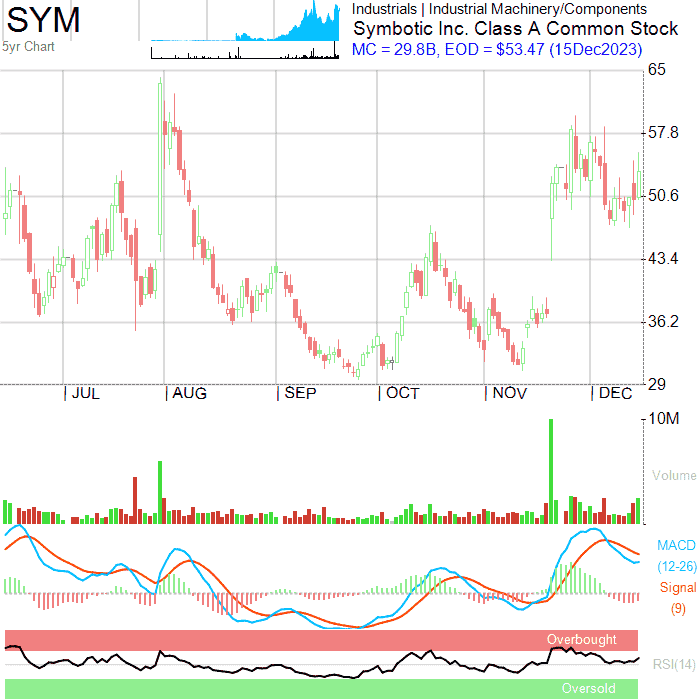 SYM
5yr Chart
Industrials | Industrial Machinery/Components
Symbotic Inc. Class A Common Stock
MC = 29.8B, EOD = $53.47 (15Dec2023)
65
57.8
50.6
43.4
36.2
29
JUL
AUG
SEP
OCT
NOV
DEC
10M
Volume
MACD
(12-26)
Signal
(9)
Overbought
RSI(14)
Oversold